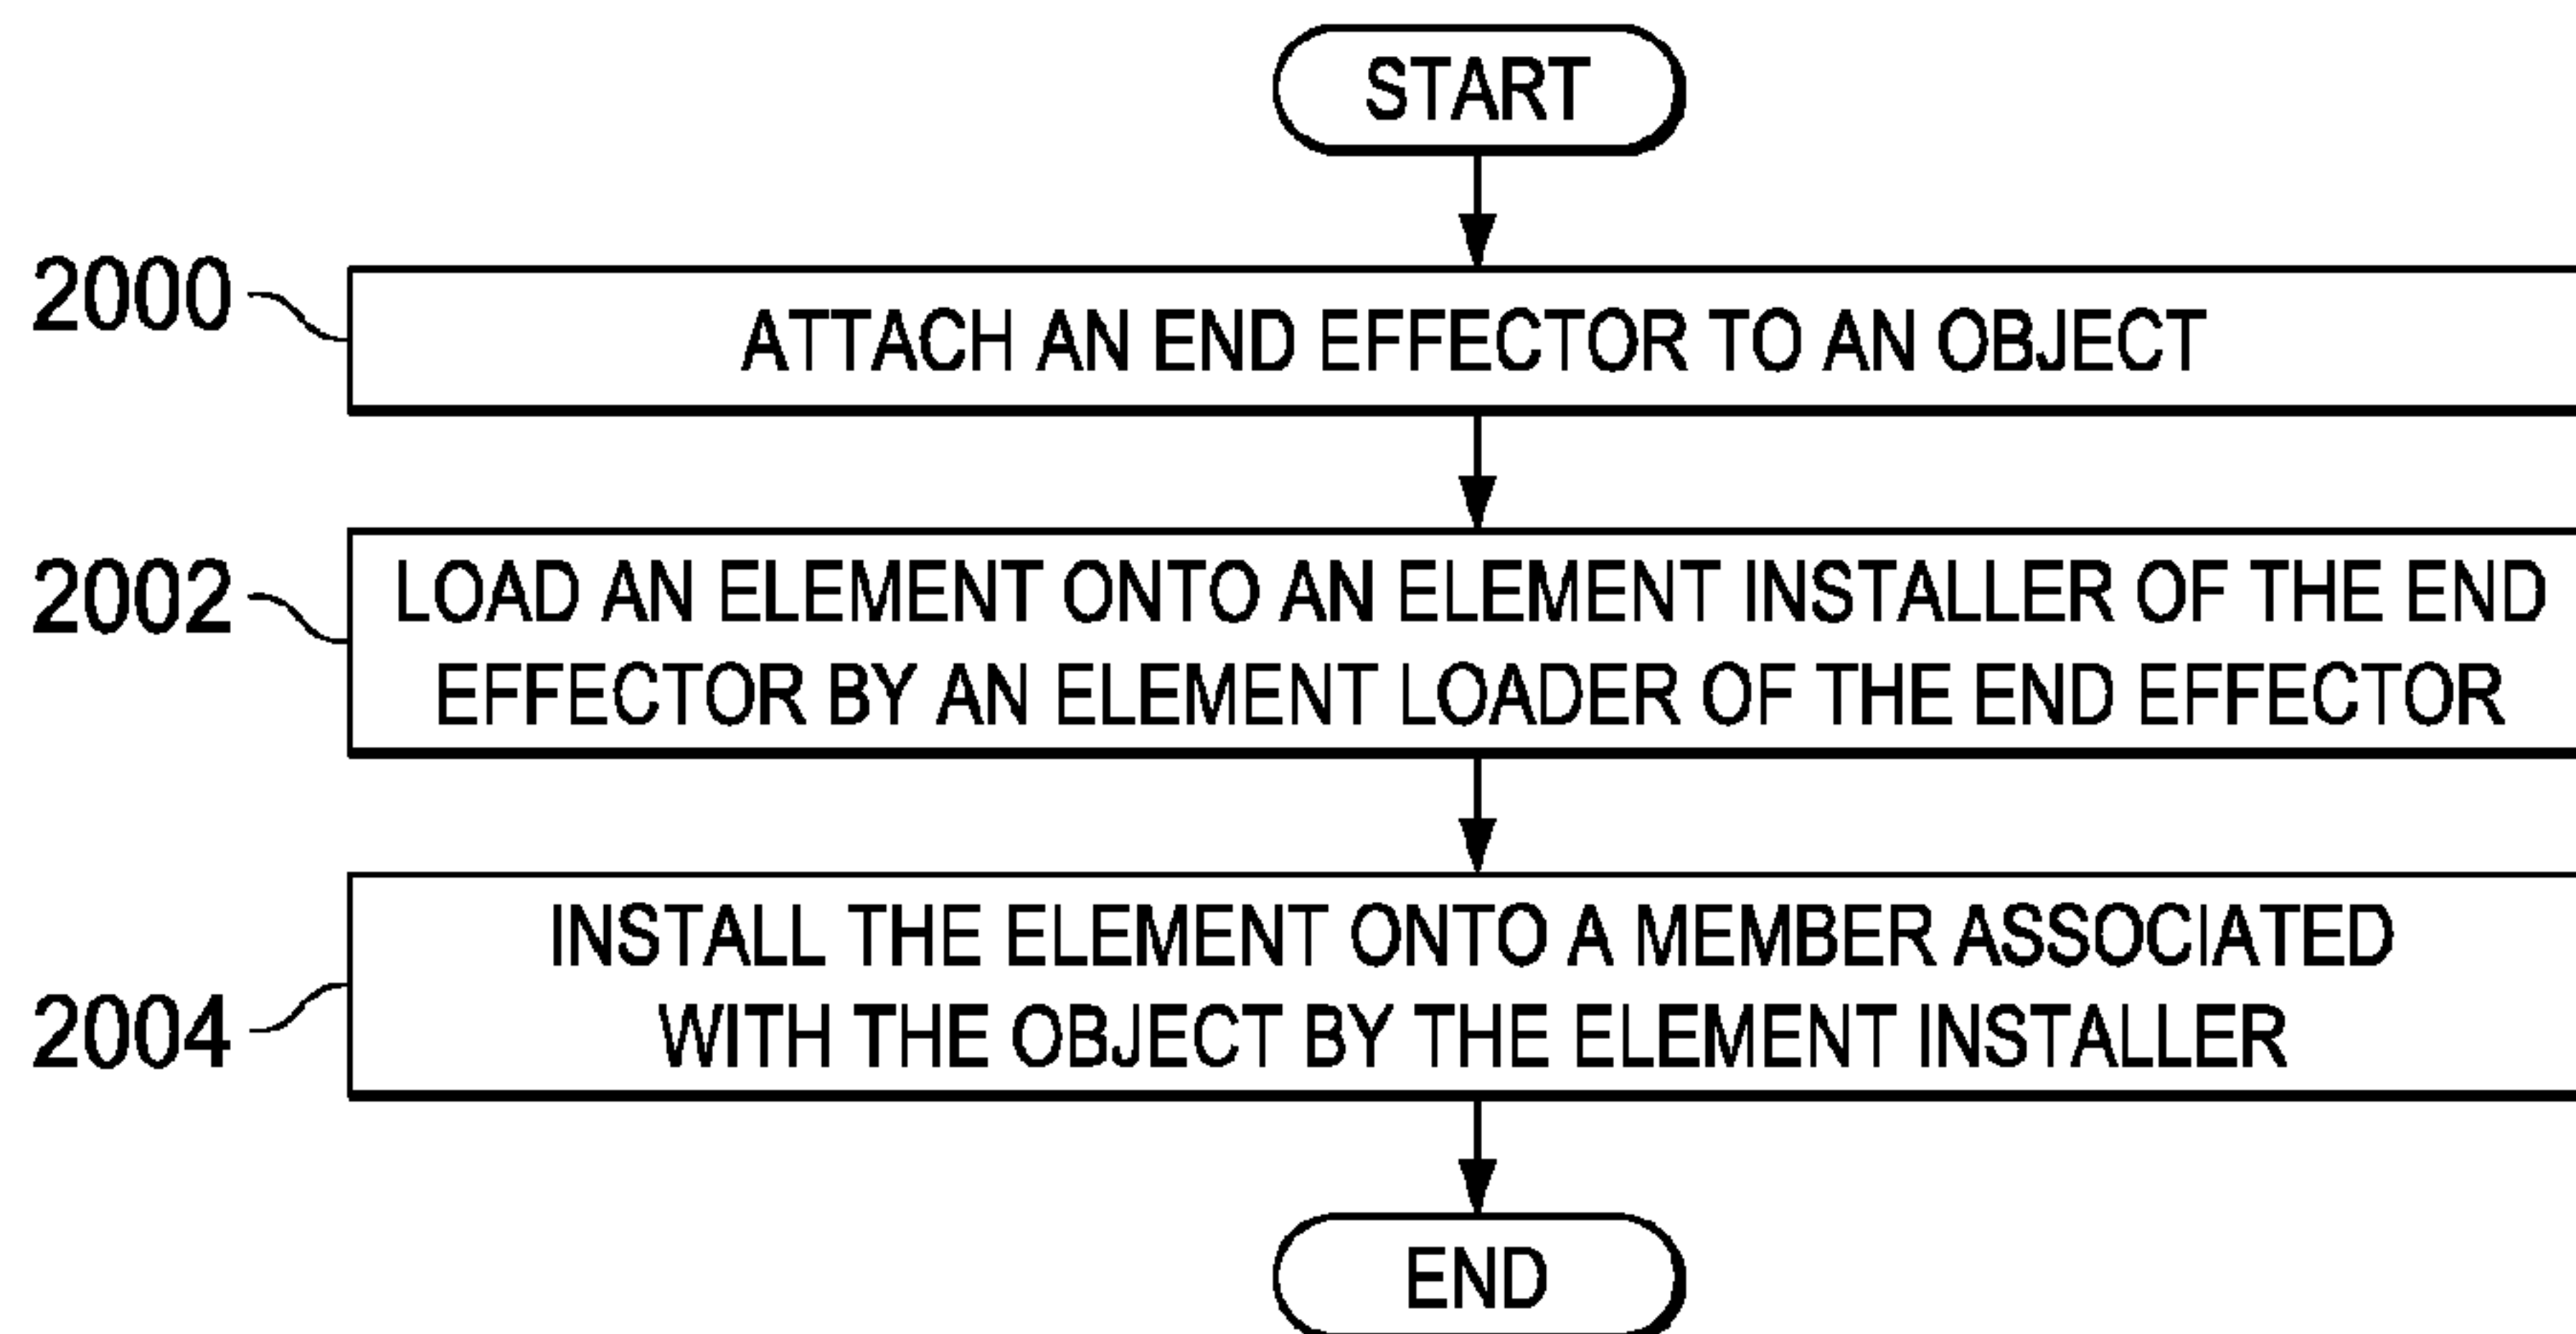 START
2000
ATTACH AN END EFFECTOR TO AN OBJECT
2002
LOAD AN ELEMENT ONTO AN ELEMENT INSTALLER OF THE END
EFFECTOR BY AN ELEMENT LOADER OF THE END EFFECTOR
2004
INSTALL THE ELEMENT ONTO A MEMBER ASSOCIATED
WITH THE OBJECT BY THE ELEMENT INSTALLER
END